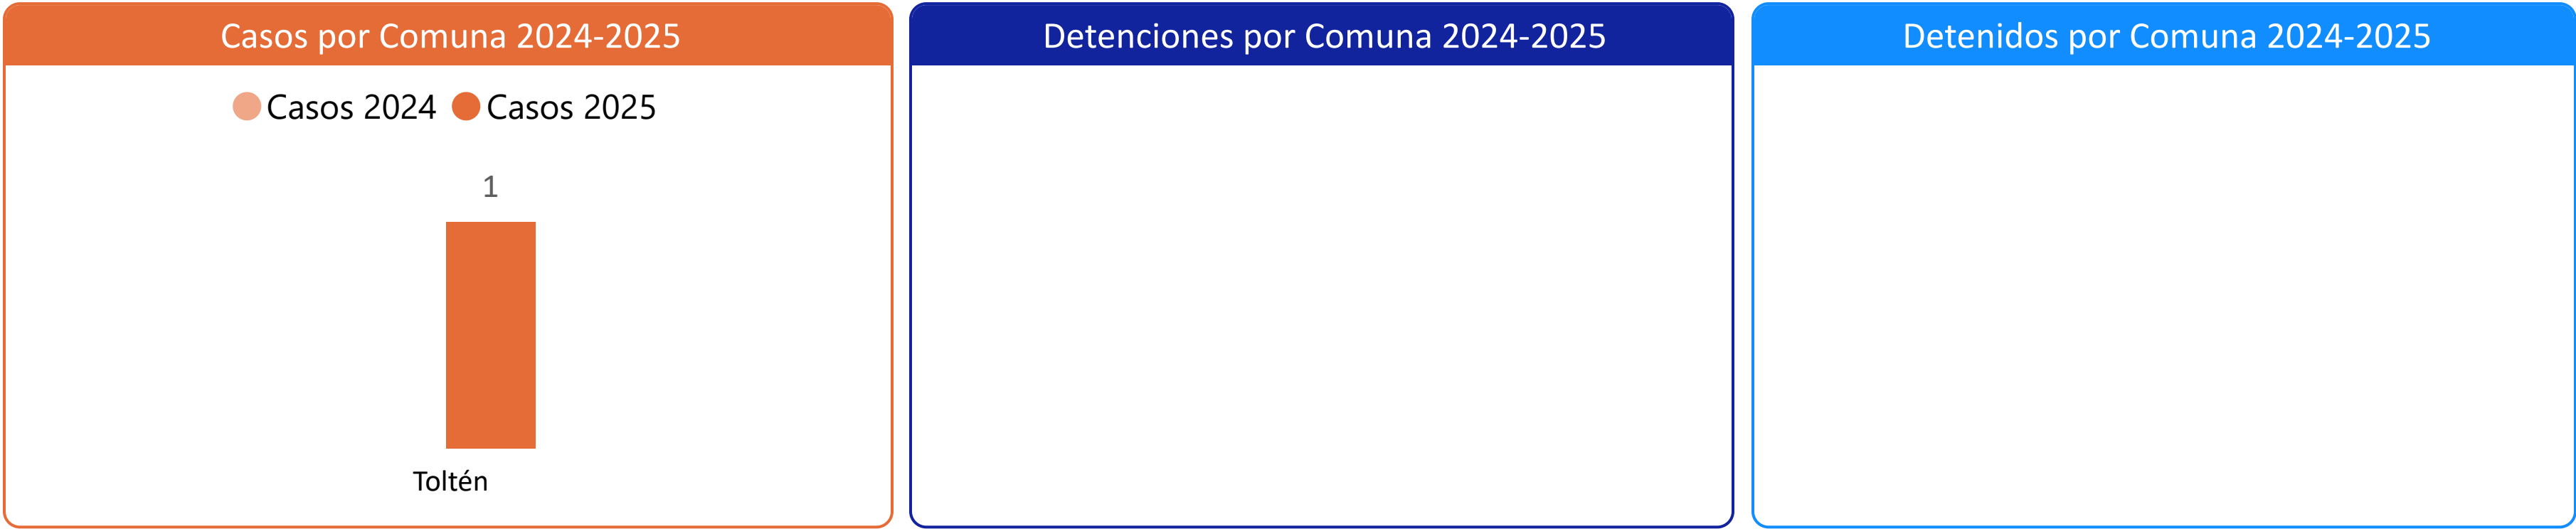 Casos por Comuna 2024-2025
Casos 2024 Casos 2025
1
Toltén
Detenciones por Comuna 2024-2025
Detenidos por Comuna 2024-2025